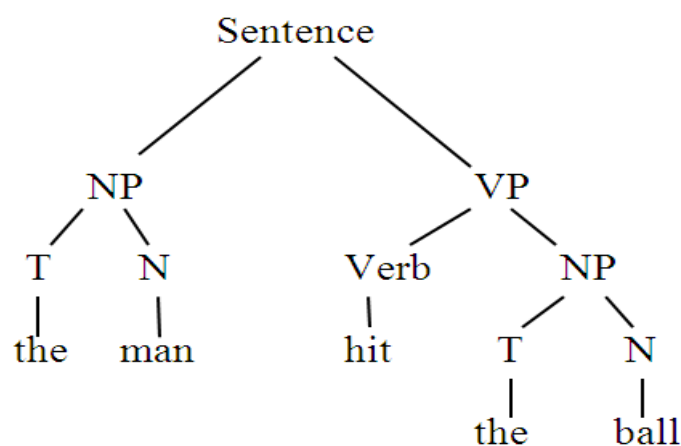 Sentence
NP VP
T N Verb NP
the man hit T N
the ball